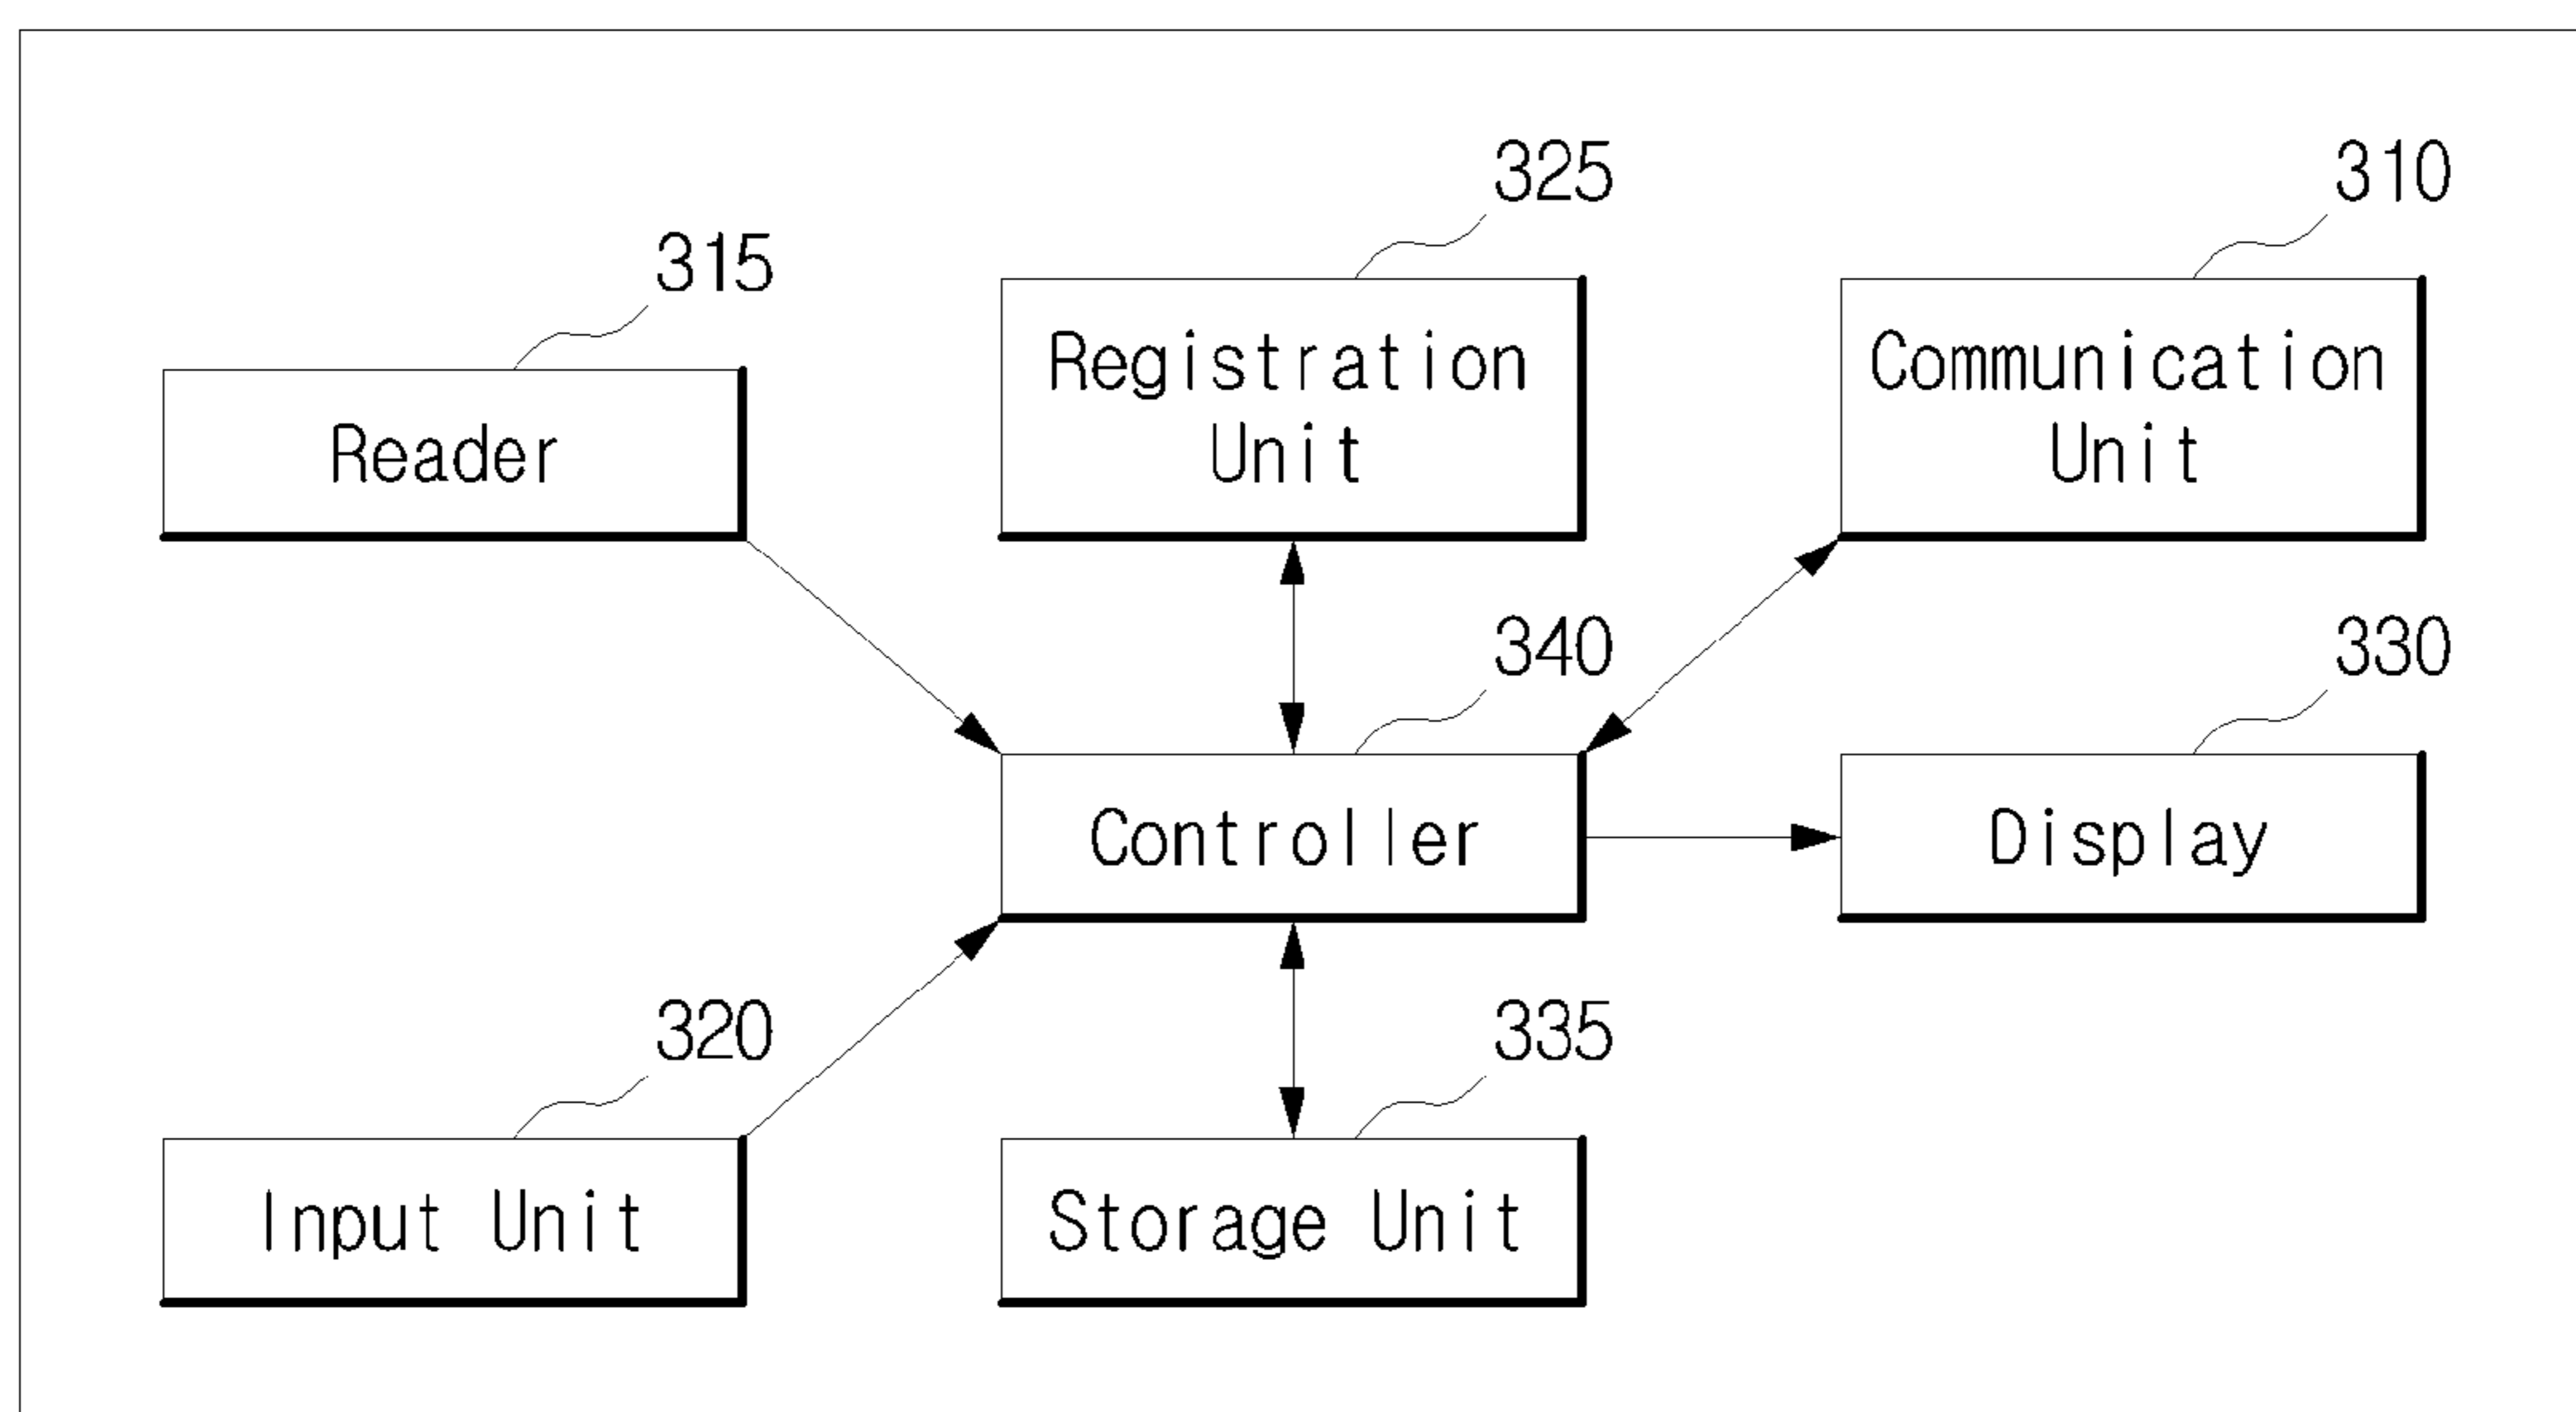 325
310
315
Registration
Unit
Communication
Unit
Reader
340
330
Controller
Display
320
335
Input Unit
Storage Unit